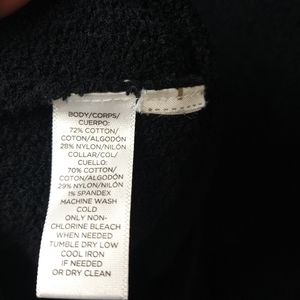 BODY/CORPS/
CUERPO:
72% COTTON/
COTON/ALGODÓN
28% NYLON/NILÓN
COLLAR/COL/
CUELLO:
70% COTTON/
COTON/ALGODÓN
29% NYLON/NILÓN
1% SPANDEX
MACHINE WASH
COLD
ONLY NON-
CHLORINE BLEACH
WHEN NEEDED
TUMBLE DRY LOW
COOL IRON
IF NEEDED
OR DRY CLEAN